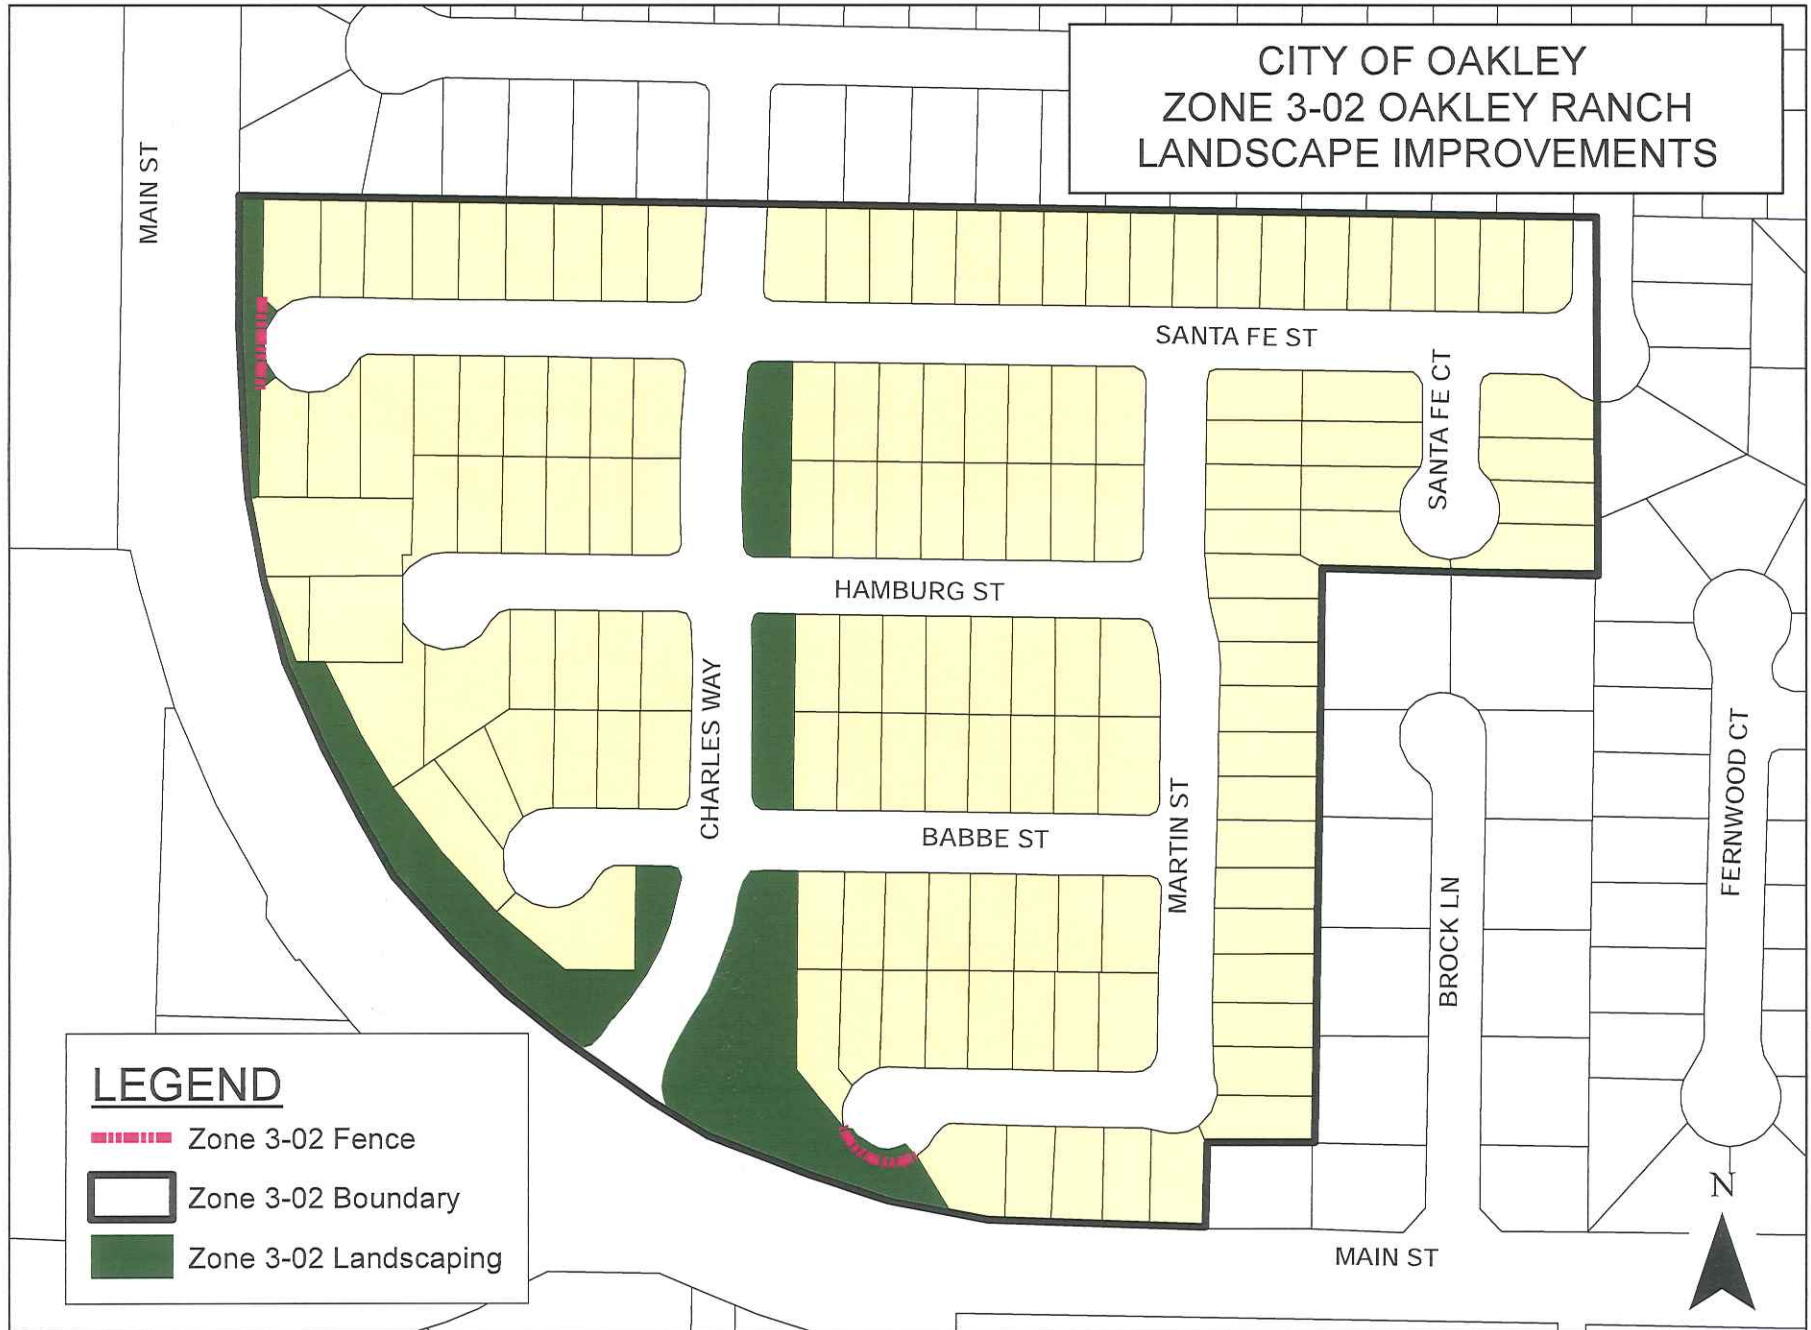 CITY OF OAKLEY
ZONE 3-02 OAKLEY RANCH
LANDSCAPE IMPROVEMENTS
MAIN ST
SANTA FE ST
SANTA FE CT
HAMBURG ST
CHARLES WAY
BABBE ST
MARTIN ST
BROCK LN
FERNWOOD CT
LEGEND
Zone 3-02 Fence
Zone 3-02 Boundary
Zone 3-02 Landscaping
N
MAIN ST